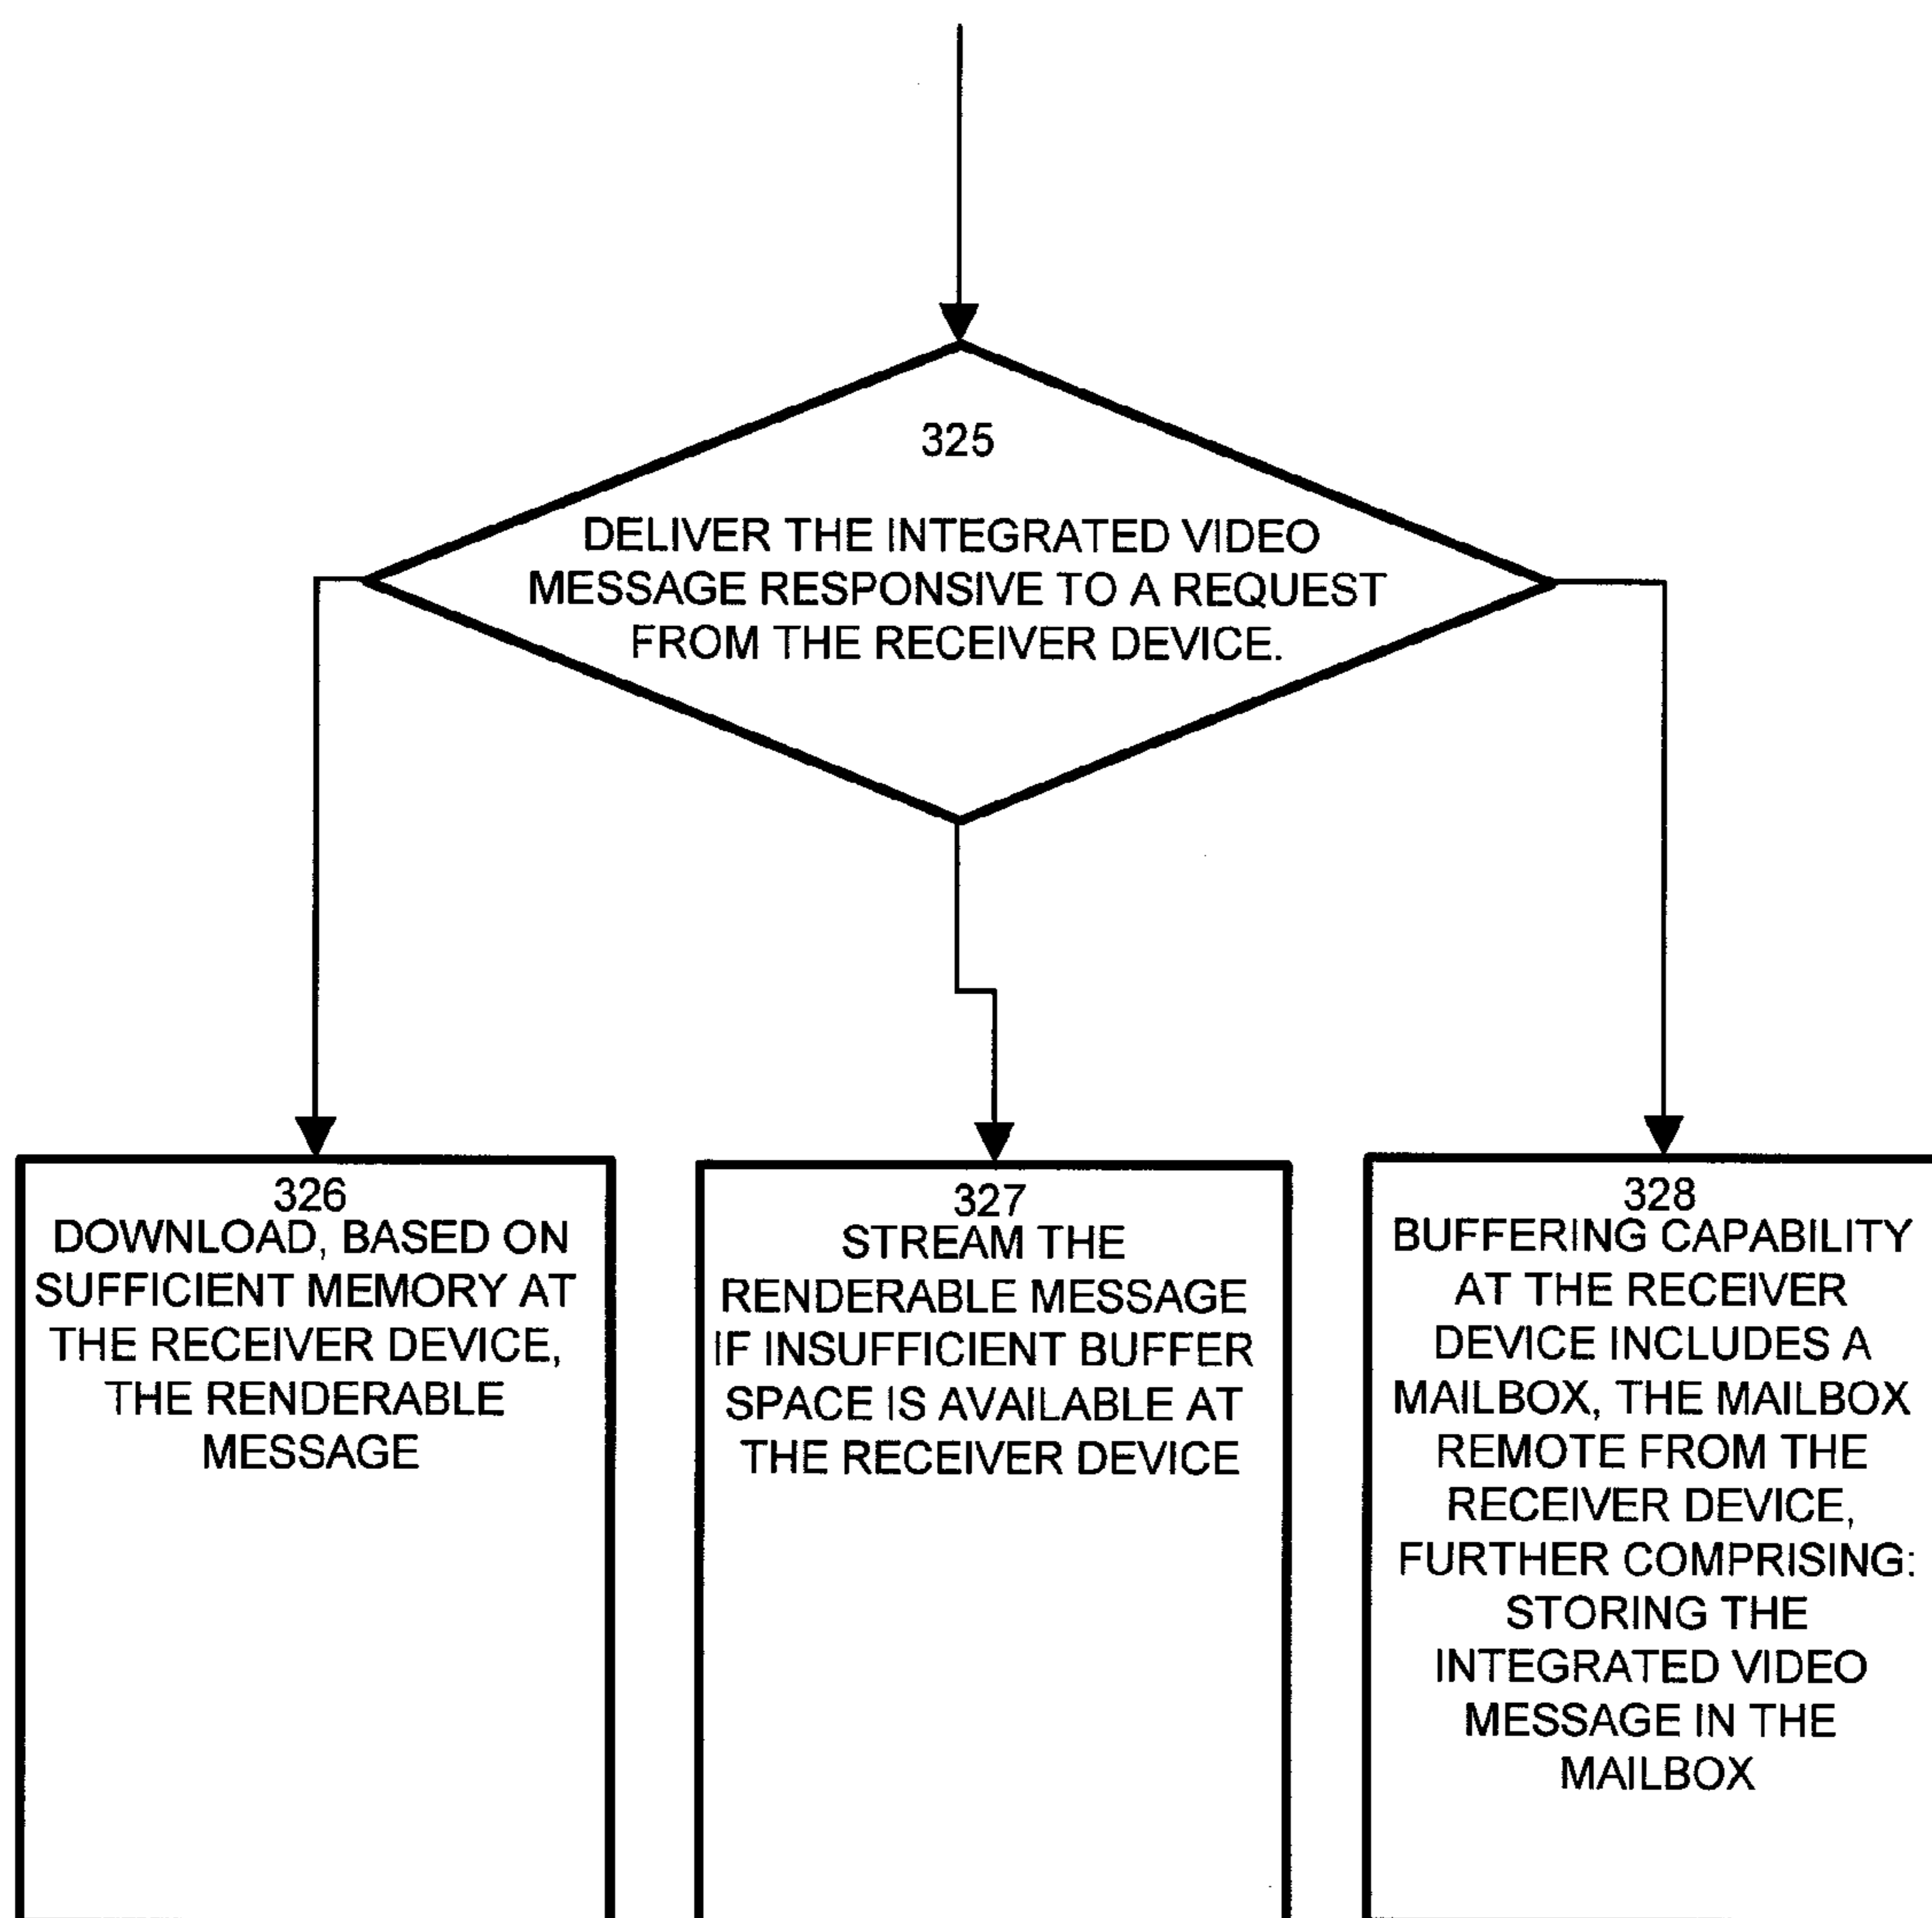 325
DELIVER THE INTEGRATED VIDEO
MESSAGE RESPONSIVE TO A REQUEST
FROM THE RECEIVER DEVICE.
326
DOWNLOAD, BASED ON
SUFFICIENT MEMORY AT
THE RECEIVER DEVICE,
THE RENDERABLE
MESSAGE
327
STREAM THE
RENDERABLE MESSAGE
IF INSUFFICIENT BUFFER
SPACE IS AVAILABLE AT
THE RECEIVER DEVICE
328
BUFFERING CAPABILITY
AT THE RECEIVER
DEVICE INCLUDES A
MAILBOX, THE MAILBOX
REMOTE FROM THE
RECEIVER DEVICE,
FURTHER COMPRISING:
STORING THE
INTEGRATED VIDEO
MESSAGE IN THE
MAILBOX